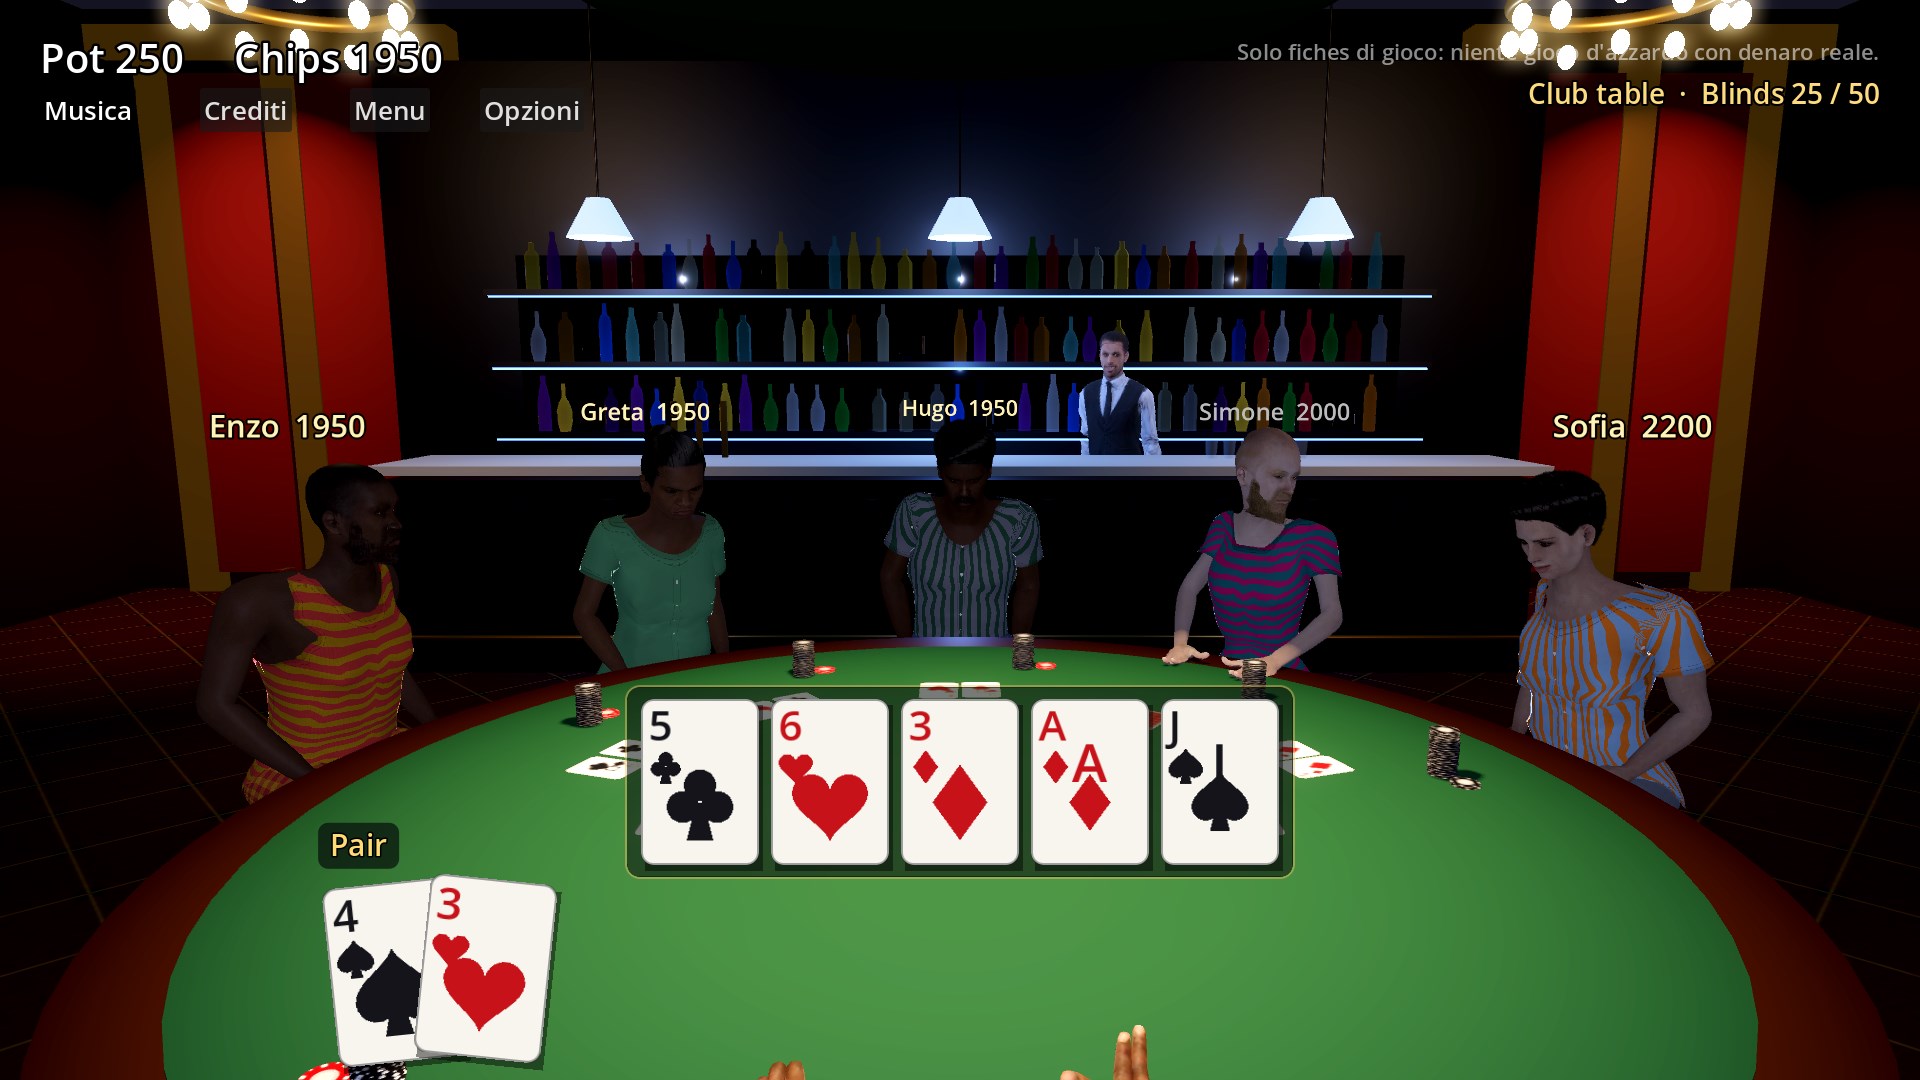 Pot 250 Chips 1950
Solo fiches di gioco: niente gioco d'azzardo con denaro reale.
Club table · Blinds 25 / 50
Musica Crediti Menu Opzioni
Enzo 1950
Greta 1950
Hugo 1950
Simone 2000
Sofia 2200
5 6 3 A A J
Pair
4 3